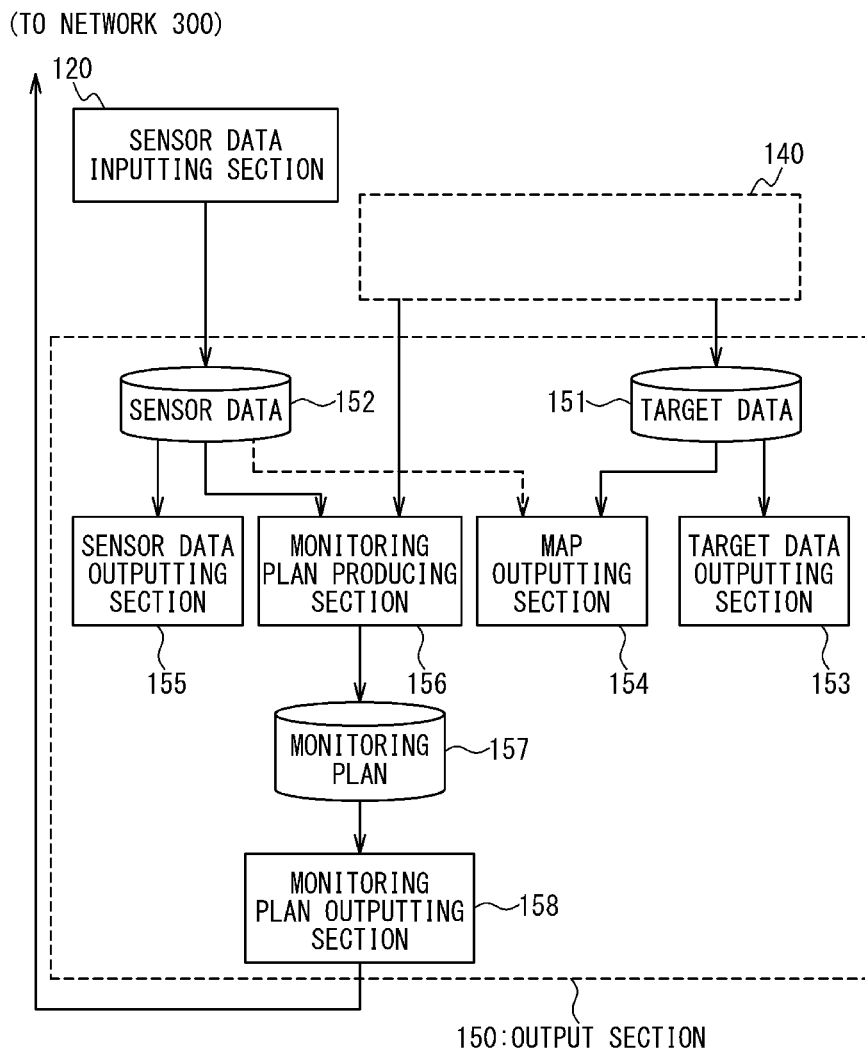 (TO NETWORK 300)
120
SENSOR DATA
INPUTTING SECTION
140
SENSOR DATA
152
151
TARGET DATA
SENSOR DATA
OUTPUTTING
SECTION
MONITORING
PLAN PRODUCING
SECTION
MAP
OUTPUTTING
SECTION
TARGET DATA
OUTPUTTING
SECTION
155
156
154
153
MONITORING
PLAN
157
MONITORING
PLAN OUTPUTTING
SECTION
158
150:OUTPUT SECTION